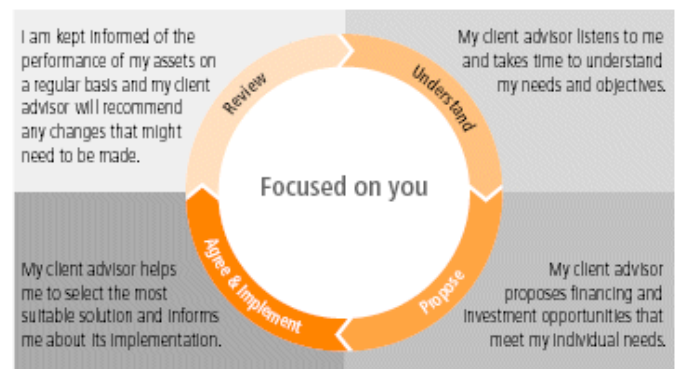 I am kept informed of the
performance of my assets on
a regular basis and my client
advisor will recommend
any changes that might
need to be made.
My client advisor listens to me
and takes time to understand
my needs and objectives.
Review
Understand
Focused on you
Agree & Implement
Propose
My client advisor helps
me to select the most
suitable solution and informs
me about its implementation.
My client advisor
proposes financing and
investment opportunities that
meet my individual needs.